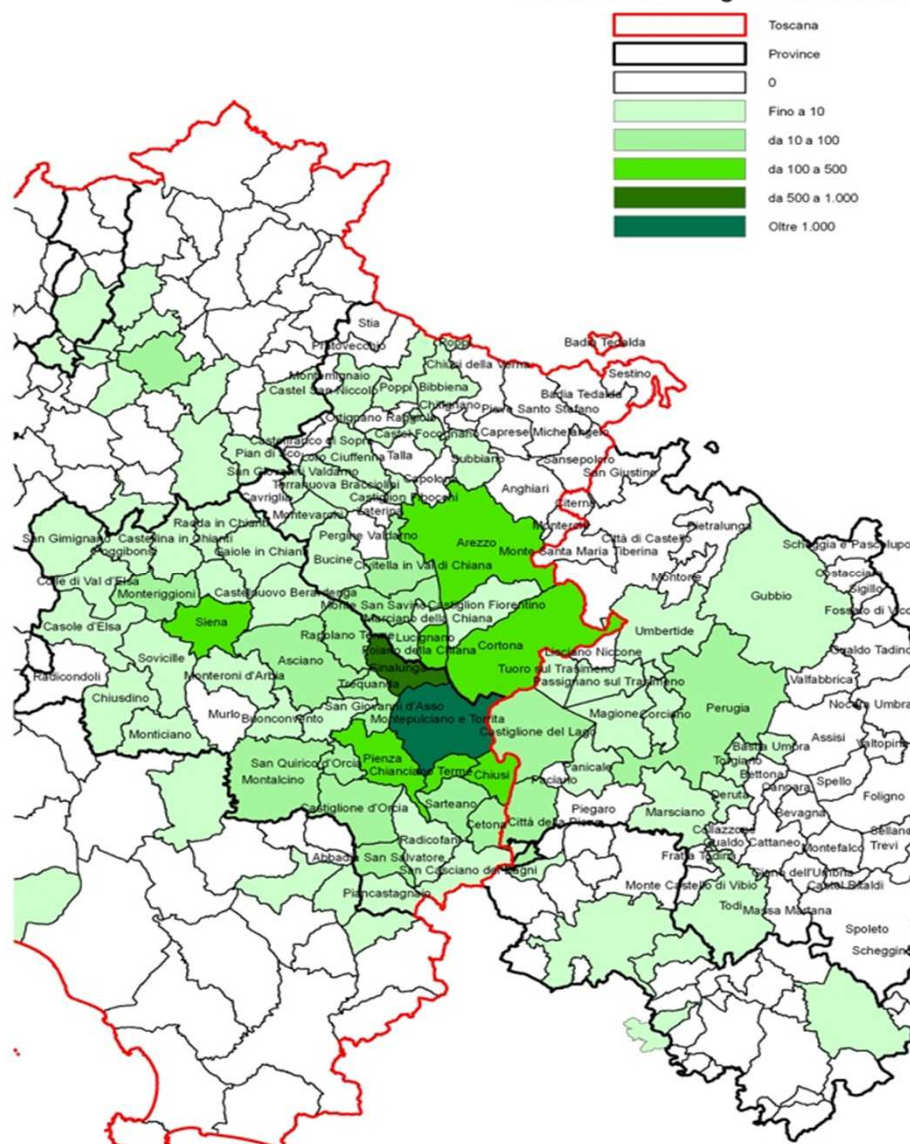 Toscana
Province
0
Fino a 10
da 10 a 100
da 100 a 500
da 500 a 1.000
Oltre 1.000
Stia
Pratovecchio
Poppi
Badia Tedalda
Chiusi della Verna
Sestino
Montemignaio
Castel San Niccolò
Poppi
Bibbiena
Badia Tedalda
Chitignano
Pieve Santo Stefano
Ortignano Raggiolo
Castel Focognano
Caprese Michelangelo
Castelfranco di Sopra
Pian di Sco
Loro Ciuffenna
Talla
Subbiano
Sansepolcro
San Giovanni Valdarno
San Giustino
Terranuova Bracciolini
Capolona
Anghiari
Cavriglia
Castiglion Fibocchi
Citerna
Montevarchi
Laterina
Radda in Chianti
Monterchi
Pietralunga
San Gimignano
Castellina in Chianti
Pergine Valdarno
Arezzo
Monte Santa Maria Tiberina
Città di Castello
Scheggia e Pascelupo
Poggibonsi
Gaiole in Chianti
Bucine
Civitella in Val di Chiana
Montone
Costacciaro
Colle di Val d'Elsa
Monteriggioni
Castelnuovo Berardenga
Gubbio
Sigillo
Monte San Savino
Castiglion Fiorentino
Fossato di Vico
Marciano della Chiana
Casole d'Elsa
Siena
Rapolano Terme
Lucignano
Cortona
Umbertide
Foiano della Chiana
Lisciano Niccone
Gualdo Tadino
Sovicille
Asciano
Sinalunga
Tuoro sul Trasimeno
Radicondoli
Monteroni d'Arbia
Trequanda
Passignano sul Trasimeno
Valfabbrica
Chiusdino
Murlo
Buonconvento
San Giovanni d'Asso
Montepulciano e Torrita
Magione
Corciano
Perugia
Nocera Umbra
Monticiano
Castiglione del Lago
Assisi
Valtopina
Bastia Umbra
San Quirico d'Orcia
Pienza
Torgiano
Montalcino
Chianciano Terme
Chiusi
Panicale
Paciano
Bettona
Cannara
Spello
Foligno
Castiglione d'Orcia
Sarteano
Piegaro
Deruta
Marsciano
Bevagna
Cetona
Città della Pieve
Collazzone
Radicofani
Gualdo Cattaneo
Montefalco
Trevi
Abbadia San Salvatore
Fratta Todina
San Casciano dei Bagni
Giano dell'Umbria
Piancastagnaio
Monte Castello di Vibio
Castel Ritaldi
Todi
Massa Martana
Spoleto